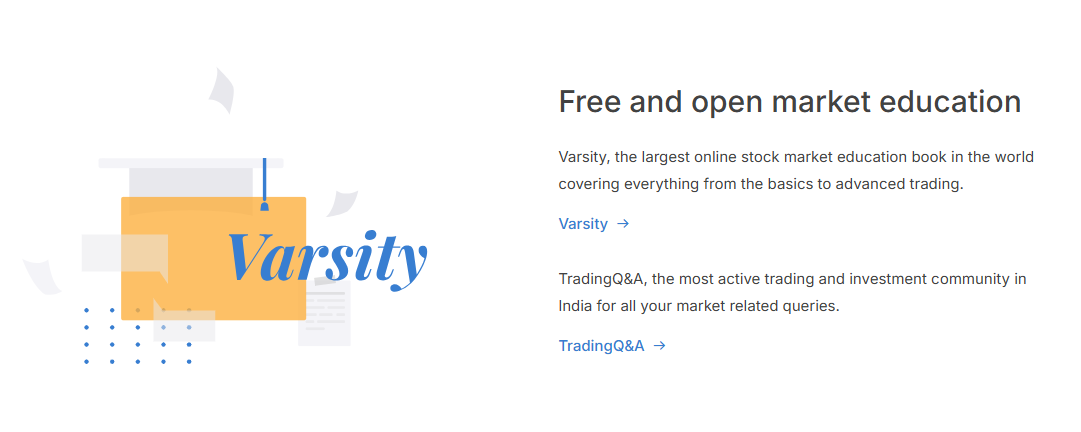 Varsity
Free and open market education
Varsity, the largest online stock market education book in the world
covering everything from the basics to advanced trading.
Varsity →
TradingQ&A, the most active trading and investment community in
India for all your market related queries.
TradingQ&A →